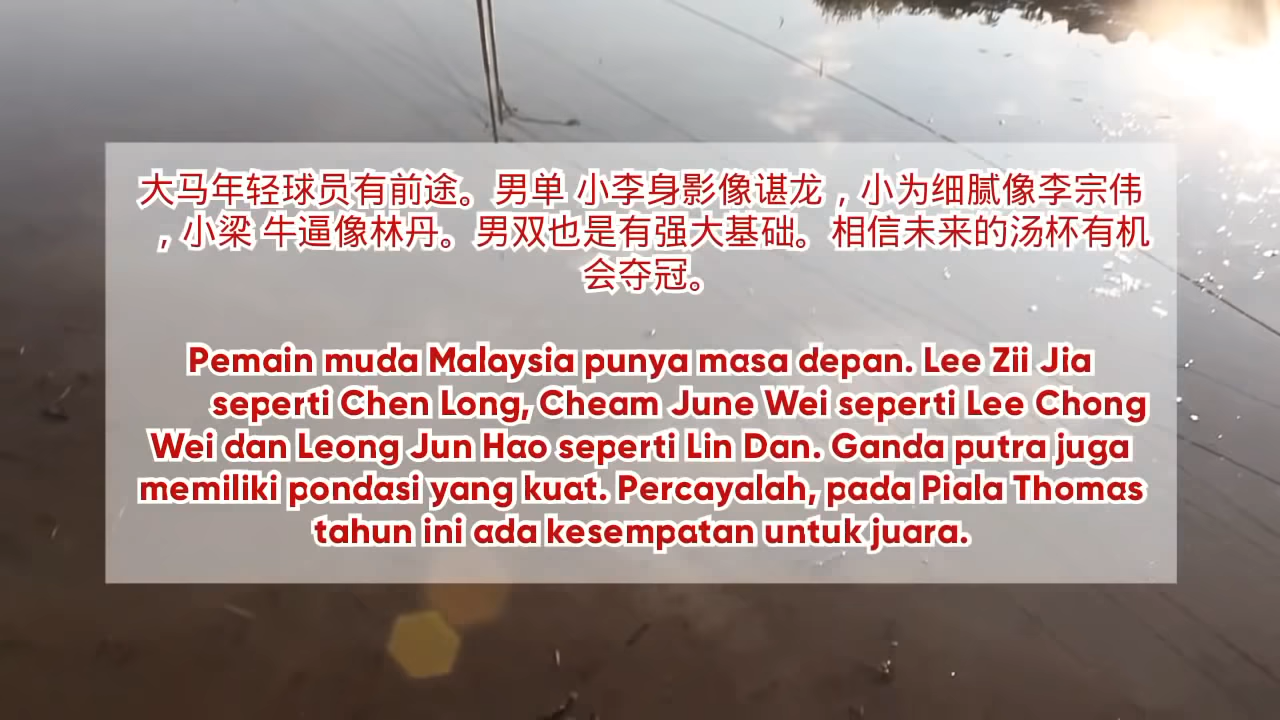 大马年轻球员有前途。男单 小李身影像谌龙，小为细腻像李宗伟
，小梁 牛逼像林丹。男双也是有强大基础。相信未来的汤杯有机
会夺冠。
Pemain muda Malaysia punya masa depan. Lee Zii Jia
seperti Chen Long, Cheam June Wei seperti Lee Chong
Wei dan Leong Jun Hao seperti Lin Dan. Ganda putra juga
memiliki pondasi yang kuat. Percayalah, pada Piala Thomas
tahun ini ada kesempatan untuk juara.